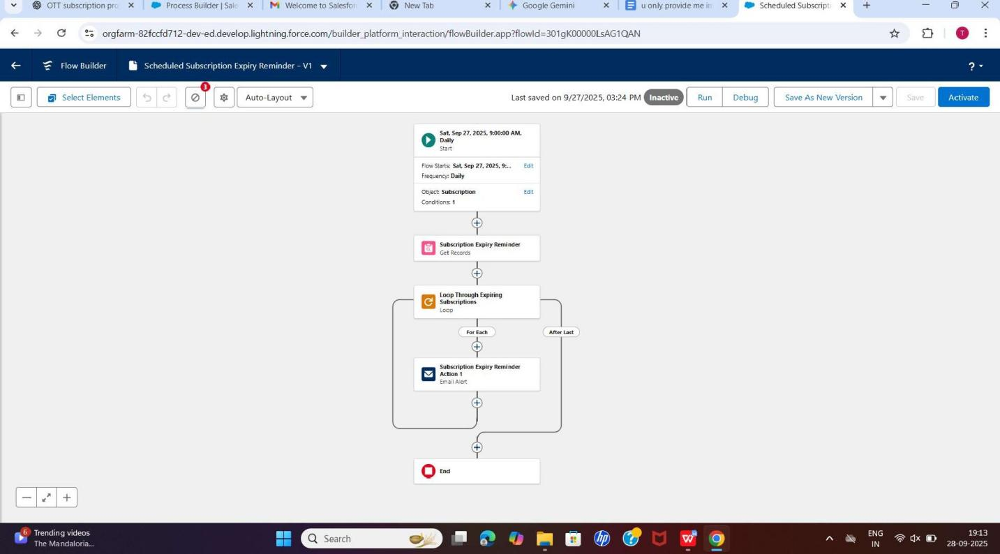 OTT subscription pro
Process Builder | Sale
Welcome to Salesfor
New Tab
Google Gemini
u only provide me in
Scheduled Subscripti
orgfarm-82fccfd712-dev-ed.develop.lightning.force.com/builder_platform_interaction/flowBuilder.app?flowId=301gK00000LsAG1QAN
T
Flow Builder
Scheduled Subscription Expiry Reminder - V1
?
Select Elements
3
Auto-Layout
Last saved on 9/27/2025, 03:24 PM
Inactive
Run
Debug
Save As New Version
Save
Activate
Sat, Sep 27, 2025, 9:00:00 AM,
Daily
Start
Flow Starts: Sat, Sep 27, 2025, 9:... Edit
Frequency: Daily
Object: Subscription Edit
Conditions: 1
Subscription Expiry Reminder
Get Records
Loop Through Expiring
Subscriptions
Loop
For Each
After Last
Subscription Expiry Reminder
Action 1
Email Alert
End
6
Trending videos
The Mandaloria...
Search
hp
ENG
IN
19:13
28-09-2025